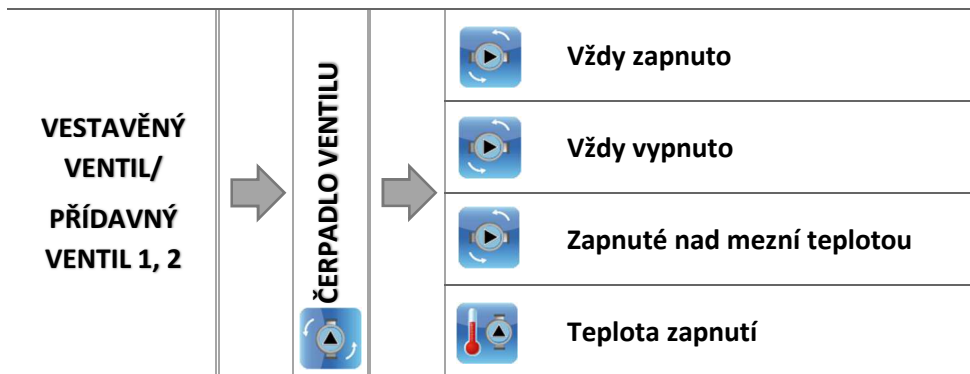 VESTAVĚNÝ
VENTIL/
PŘÍDAVNÝ
VENTIL 1, 2
ČERPADLO VENTILU
Vždy zapnuto
Vždy vypnuto
Zapnuté nad mezní teplotou
Teplota zapnutí